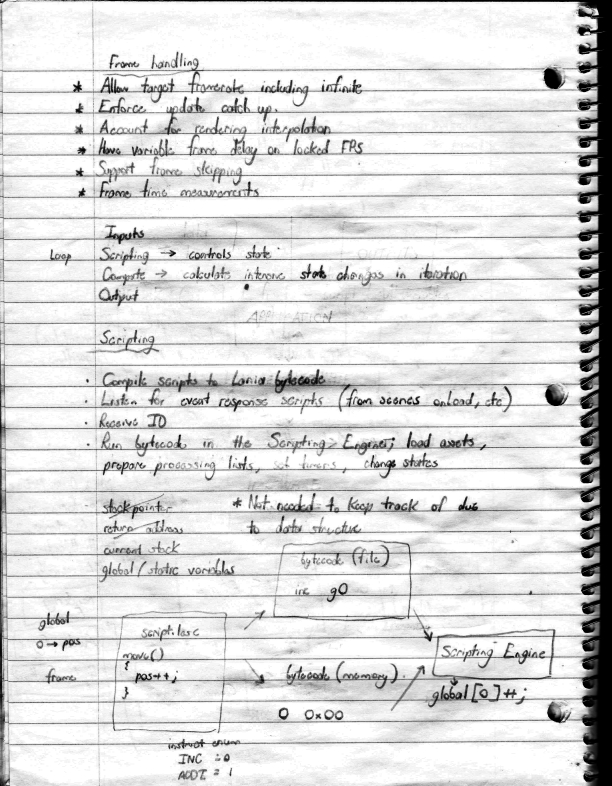 Frame handling
* Allow target framerate including infinite
* Enforce update catch up.
* Account for rendering interpolation
* Have variable frame delay on locked FPS
* Support frame skipping
* Frame time measurements
Inputs
Loop Scripting → controls state
Compute → calculate intensive state changes in iteration
Output
APPLICATION
Scripting
· Compile scripts to bytecode
· Listen for event response scripts (from scenes onload, etc)
· Receive IO
· Run bytecode in the Scripting Engine; load assets,
prepare processing lists, set timers, change states
stack pointer * Not needed to keep track of due
return address to data structure
current stack
global/static variables
bytecode (file)
inc g0
global
0 → pos
frame
script.lasc
move()
{
pos++;
}
bytecode (memory)
0 0x00
Scripting Engine
global[0]++;
instruct enum
INC = 0
ADDI = 1